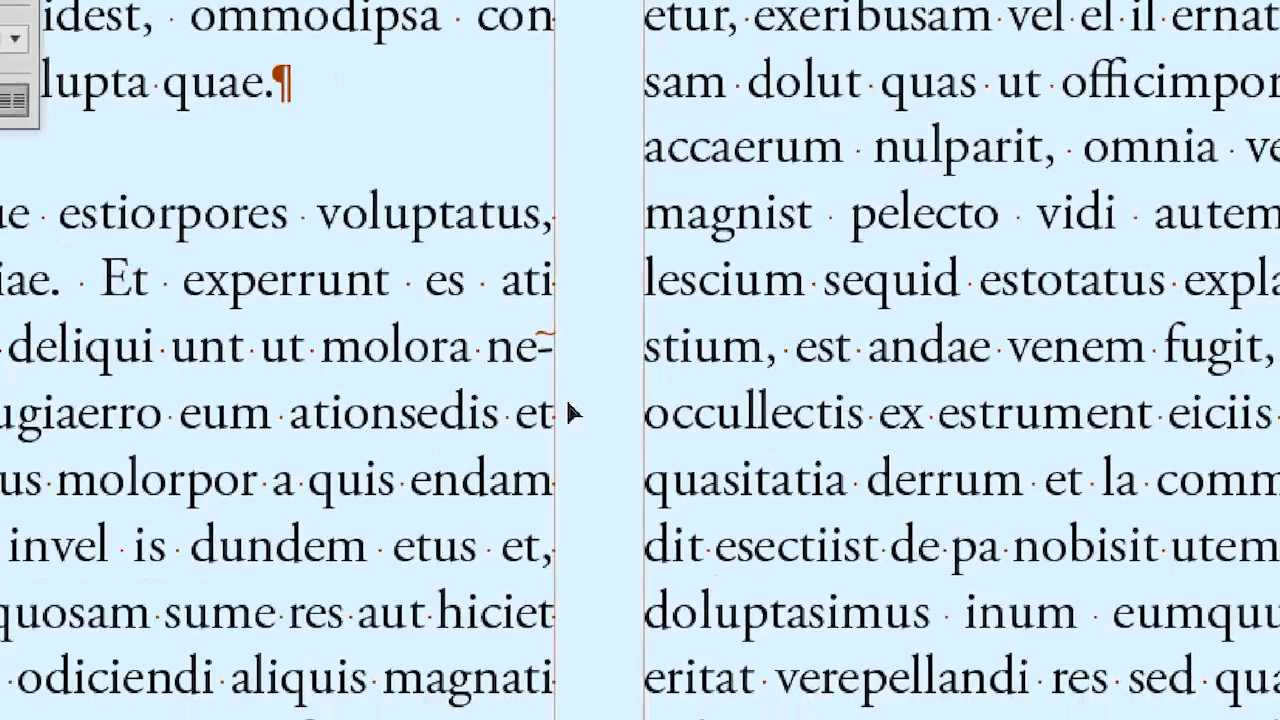 idest, ommodipsa con
lupta quae.¶
estiorpores voluptatus,
Et experrunt es ati
deliqui unt ut molora ne-
ugiaerro eum ationsedis et
us molorpor a quis endam
invel is dundem etus et,
quosam sume res aut hiciet
odiciendi aliquis magnati
etur, exeribusam vel el il ernat
sam dolut quas ut officimpor
accaerum nulparit, omnia ve
magnist pelecto vidi autem
lescium sequid estotatus expla
stium, est andae venem fugit,
occullectis ex estrument eiciis
quasitatia derrum et la comm
dit esectiist de pa nobisit utem
doluptasimus inum eumqu
eritat verepellandi res sed qua